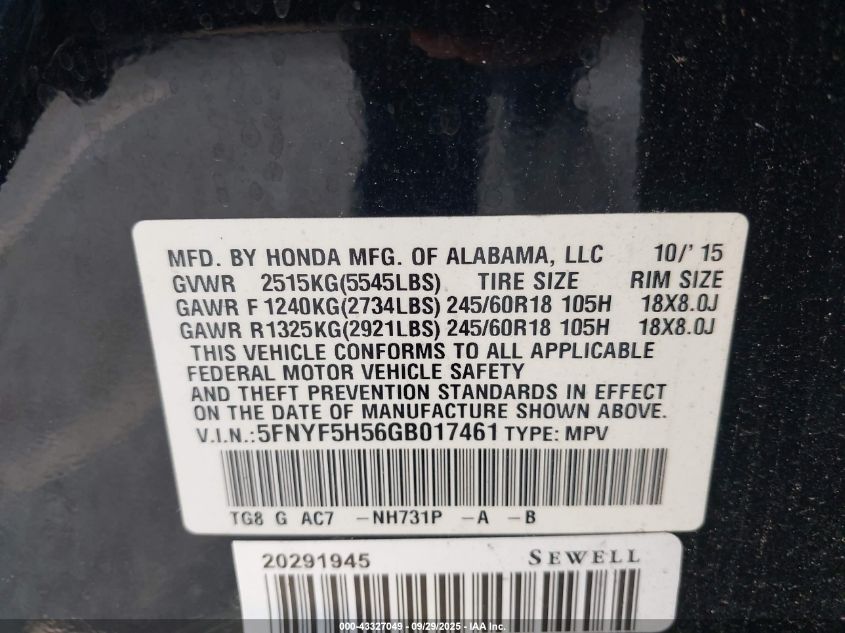 MFD. BY HONDA MFG. OF ALABAMA, LLC 10/' 15
GVWR 2515KG(5545LBS) TIRE SIZE RIM SIZE
GAWR F 1240KG(2734LBS) 245/60R18 105H 18X8.0J
GAWR R1325KG(2921LBS) 245/60R18 105H 18X8.0J
THIS VEHICLE CONFORMS TO ALL APPLICABLE
FEDERAL MOTOR VEHICLE SAFETY
AND THEFT PREVENTION STANDARDS IN EFFECT
ON THE DATE OF MANUFACTURE SHOWN ABOVE.
V.I.N.:5FNYF5H56GB017461 TYPE: MPV
TG8 G AC7 -NH731P -A -B
20291945 SEWELL
000-43327049 - 09/29/2025 - IAA Inc.